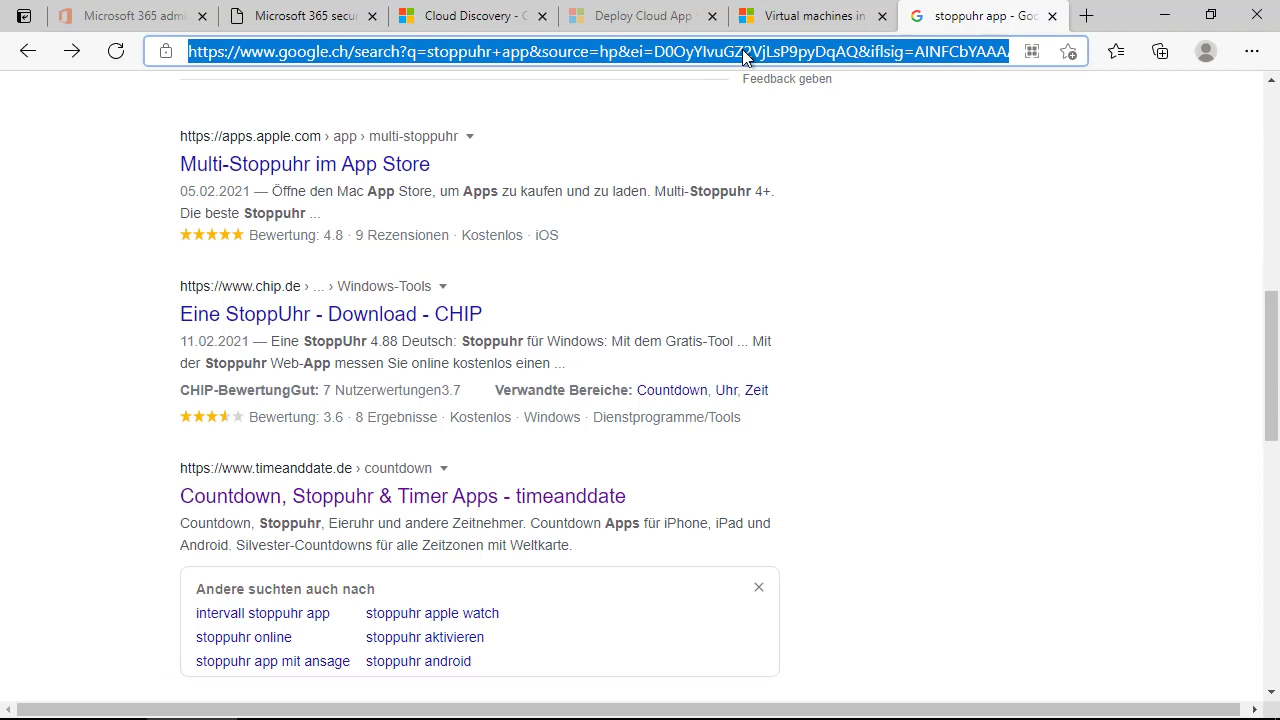 Microsoft 365 admi
Microsoft 365 secur
Cloud Discovery - C
Deploy Cloud App
Virtual machines in
stoppuhr app - Goo
https://www.google.ch/search?q=stoppuhr+app&source=hp&ei=D0OyYIvuGZ2VjLsP9pyDqAQ&iflsig=AINFCbYAAA
Feedback geben
https://apps.apple.com › app › multi-stoppuhr
Multi-Stoppuhr im App Store
05.02.2021 — Öffne den Mac App Store, um Apps zu kaufen und zu laden. Multi-Stoppuhr 4+.
Die beste Stoppuhr ...
Bewertung: 4.8 · 9 Rezensionen · Kostenlos · iOS
https://www.chip.de › ... › Windows-Tools
Eine StoppUhr - Download - CHIP
11.02.2021 — Eine StoppUhr 4.88 Deutsch: Stoppuhr für Windows: Mit dem Gratis-Tool ... Mit
der Stoppuhr Web-App messen Sie online kostenlos einen ...
CHIP-BewertungGut: 7 Nutzerwertungen3.7 Verwandte Bereiche: Countdown, Uhr, Zeit
Bewertung: 3.6 · 8 Ergebnisse · Kostenlos · Windows · Dienstprogramme/Tools
https://www.timeanddate.de › countdown
Countdown, Stoppuhr & Timer Apps - timeanddate
Countdown, Stoppuhr, Eieruhr und andere Zeitnehmer. Countdown Apps für iPhone, iPad und
Android. Silvester-Countdowns für alle Zeitzonen mit Weltkarte.
Andere suchten auch nach
intervall stoppuhr app stoppuhr apple watch
stoppuhr online stoppuhr aktivieren
stoppuhr app mit ansage stoppuhr android